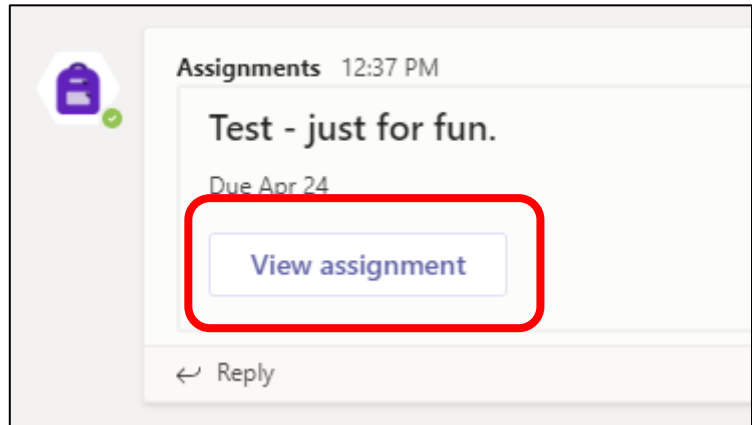 Assignments 12:37 PM
Test - just for fun.
Due Apr 24
View assignment
Reply